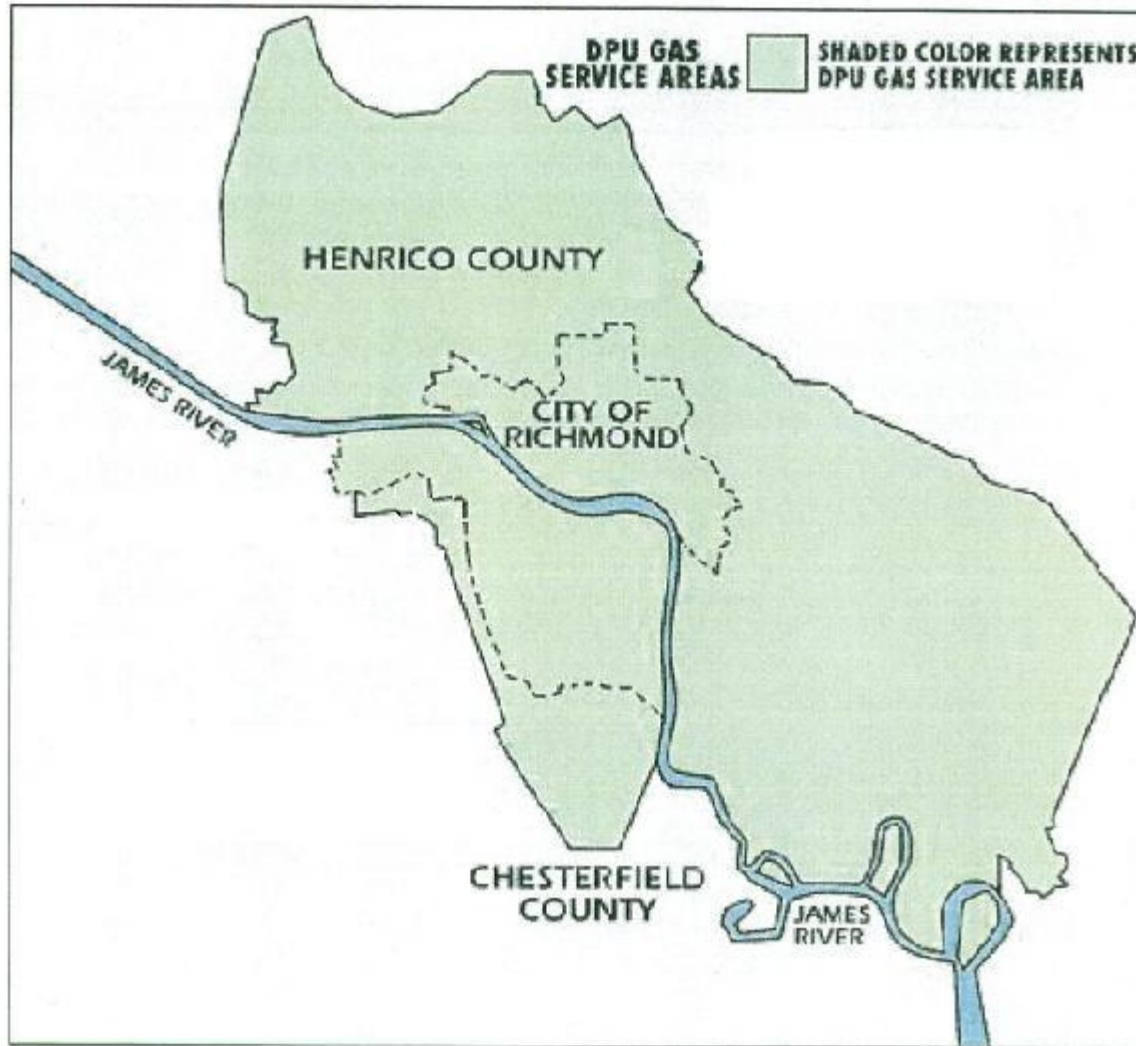 DPU GAS
SERVICE AREAS
SHADED COLOR REPRESENTS
DPU GAS SERVICE AREA
HENRICO COUNTY
JAMES RIVER
CITY OF
RICHMOND
CHESTERFIELD
COUNTY
JAMES
RIVER